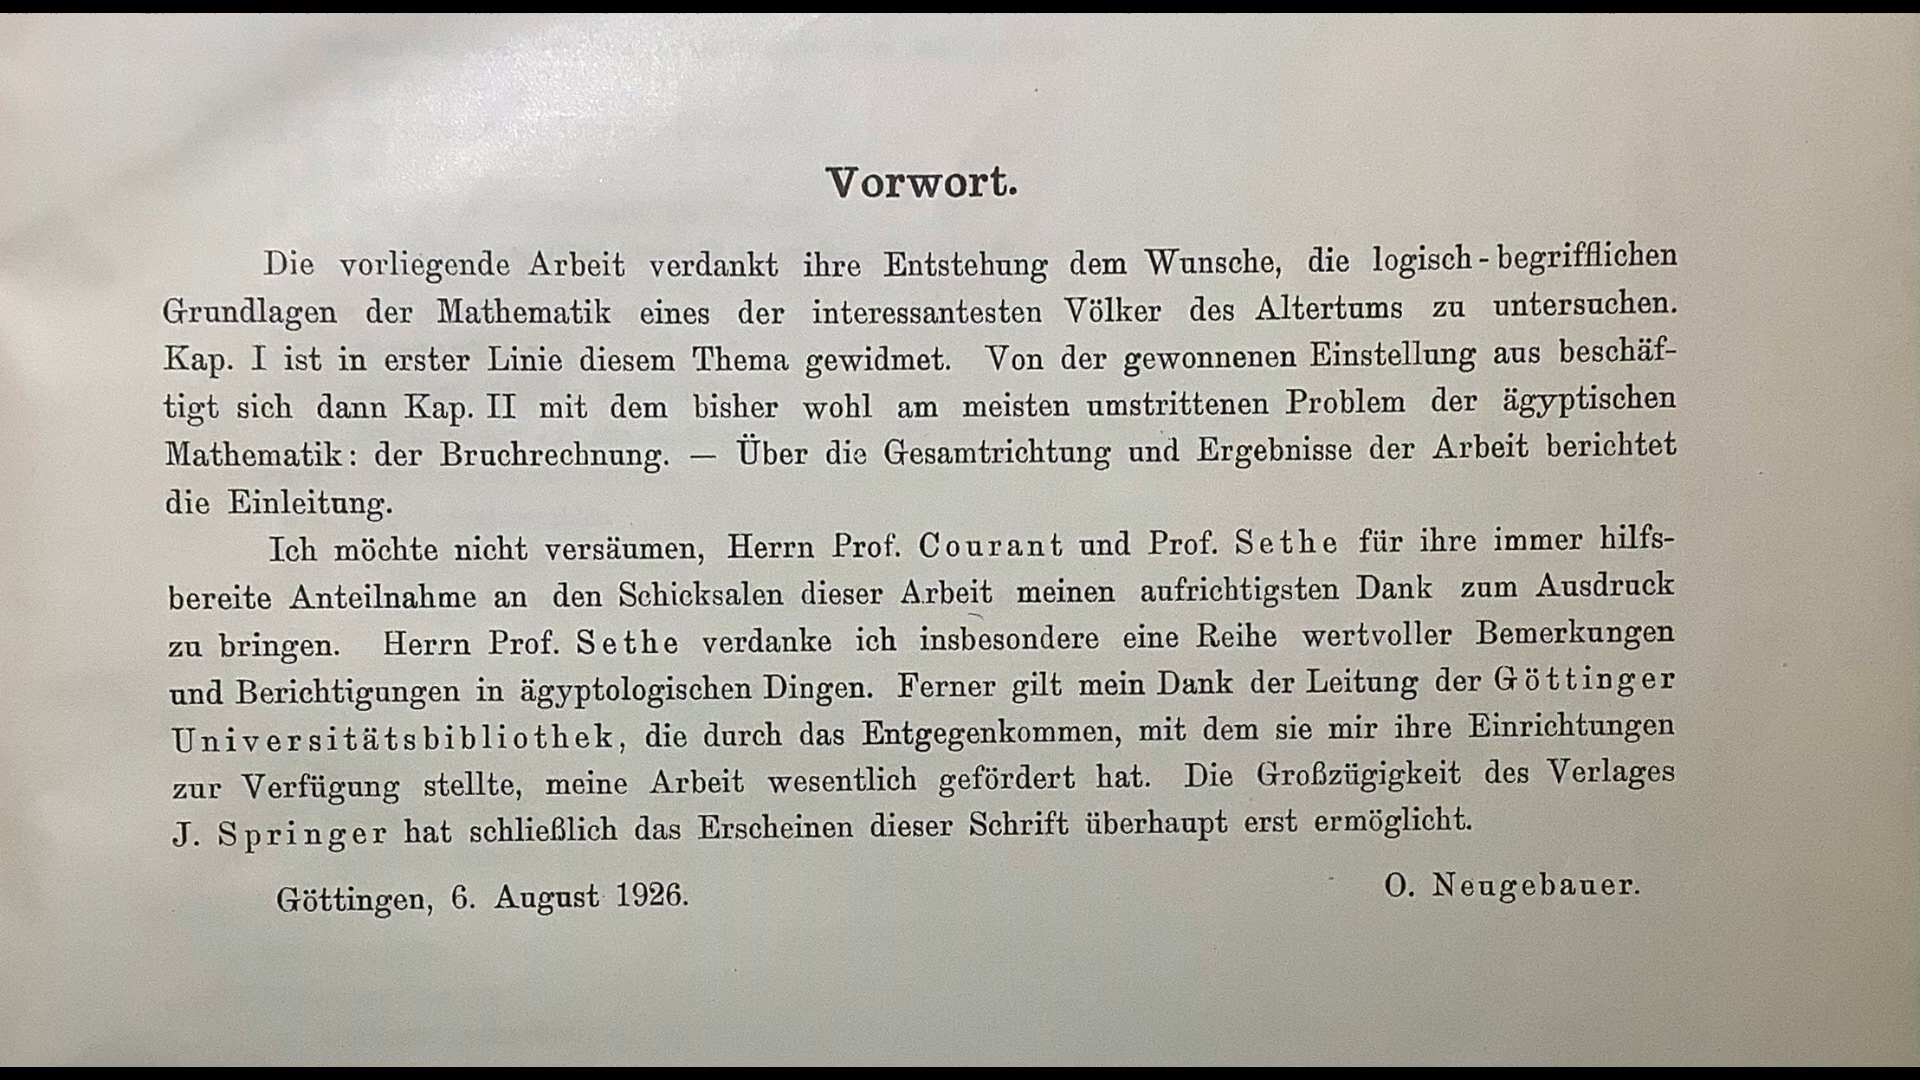 Vorwort.
Die vorliegende Arbeit verdankt ihre Entstehung dem Wunsche, die logisch-begrifflichen
Grundlagen der Mathematik eines der interessantesten Völker des Altertums zu untersuchen.
Kap. I ist in erster Linie diesem Thema gewidmet. Von der gewonnenen Einstellung aus beschäf-
tigt sich dann Kap. II mit dem bisher wohl am meisten umstrittenen Problem der ägyptischen
Mathematik: der Bruchrechnung. — Über die Gesamtrichtung und Ergebnisse der Arbeit berichtet
die Einleitung.
Ich möchte nicht versäumen, Herrn Prof. Courant und Prof. Sethe für ihre immer hilfs-
bereite Anteilnahme an den Schicksalen dieser Arbeit meinen aufrichtigsten Dank zum Ausdruck
zu bringen. Herrn Prof. Sethe verdanke ich insbesondere eine Reihe wertvoller Bemerkungen
und Berichtigungen in ägyptologischen Dingen. Ferner gilt mein Dank der Leitung der Göttinger
Universitätsbibliothek, die durch das Entgegenkommen, mit dem sie mir ihre Einrichtungen
zur Verfügung stellte, meine Arbeit wesentlich gefördert hat. Die Großzügigkeit des Verlages
J. Springer hat schließlich das Erscheinen dieser Schrift überhaupt erst ermöglicht.
Göttingen, 6. August 1926. O. Neugebauer.